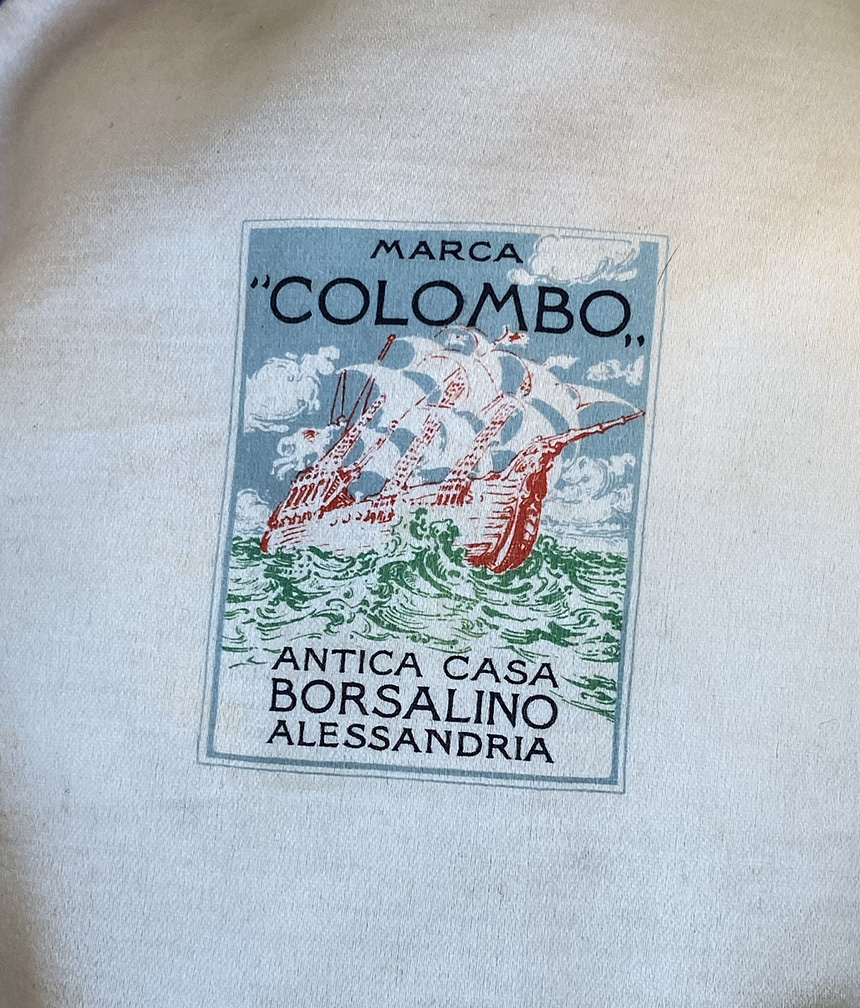 MARCA
"COLOMBO„
ANTICA CASA
BORSALINO
ALESSANDRIA